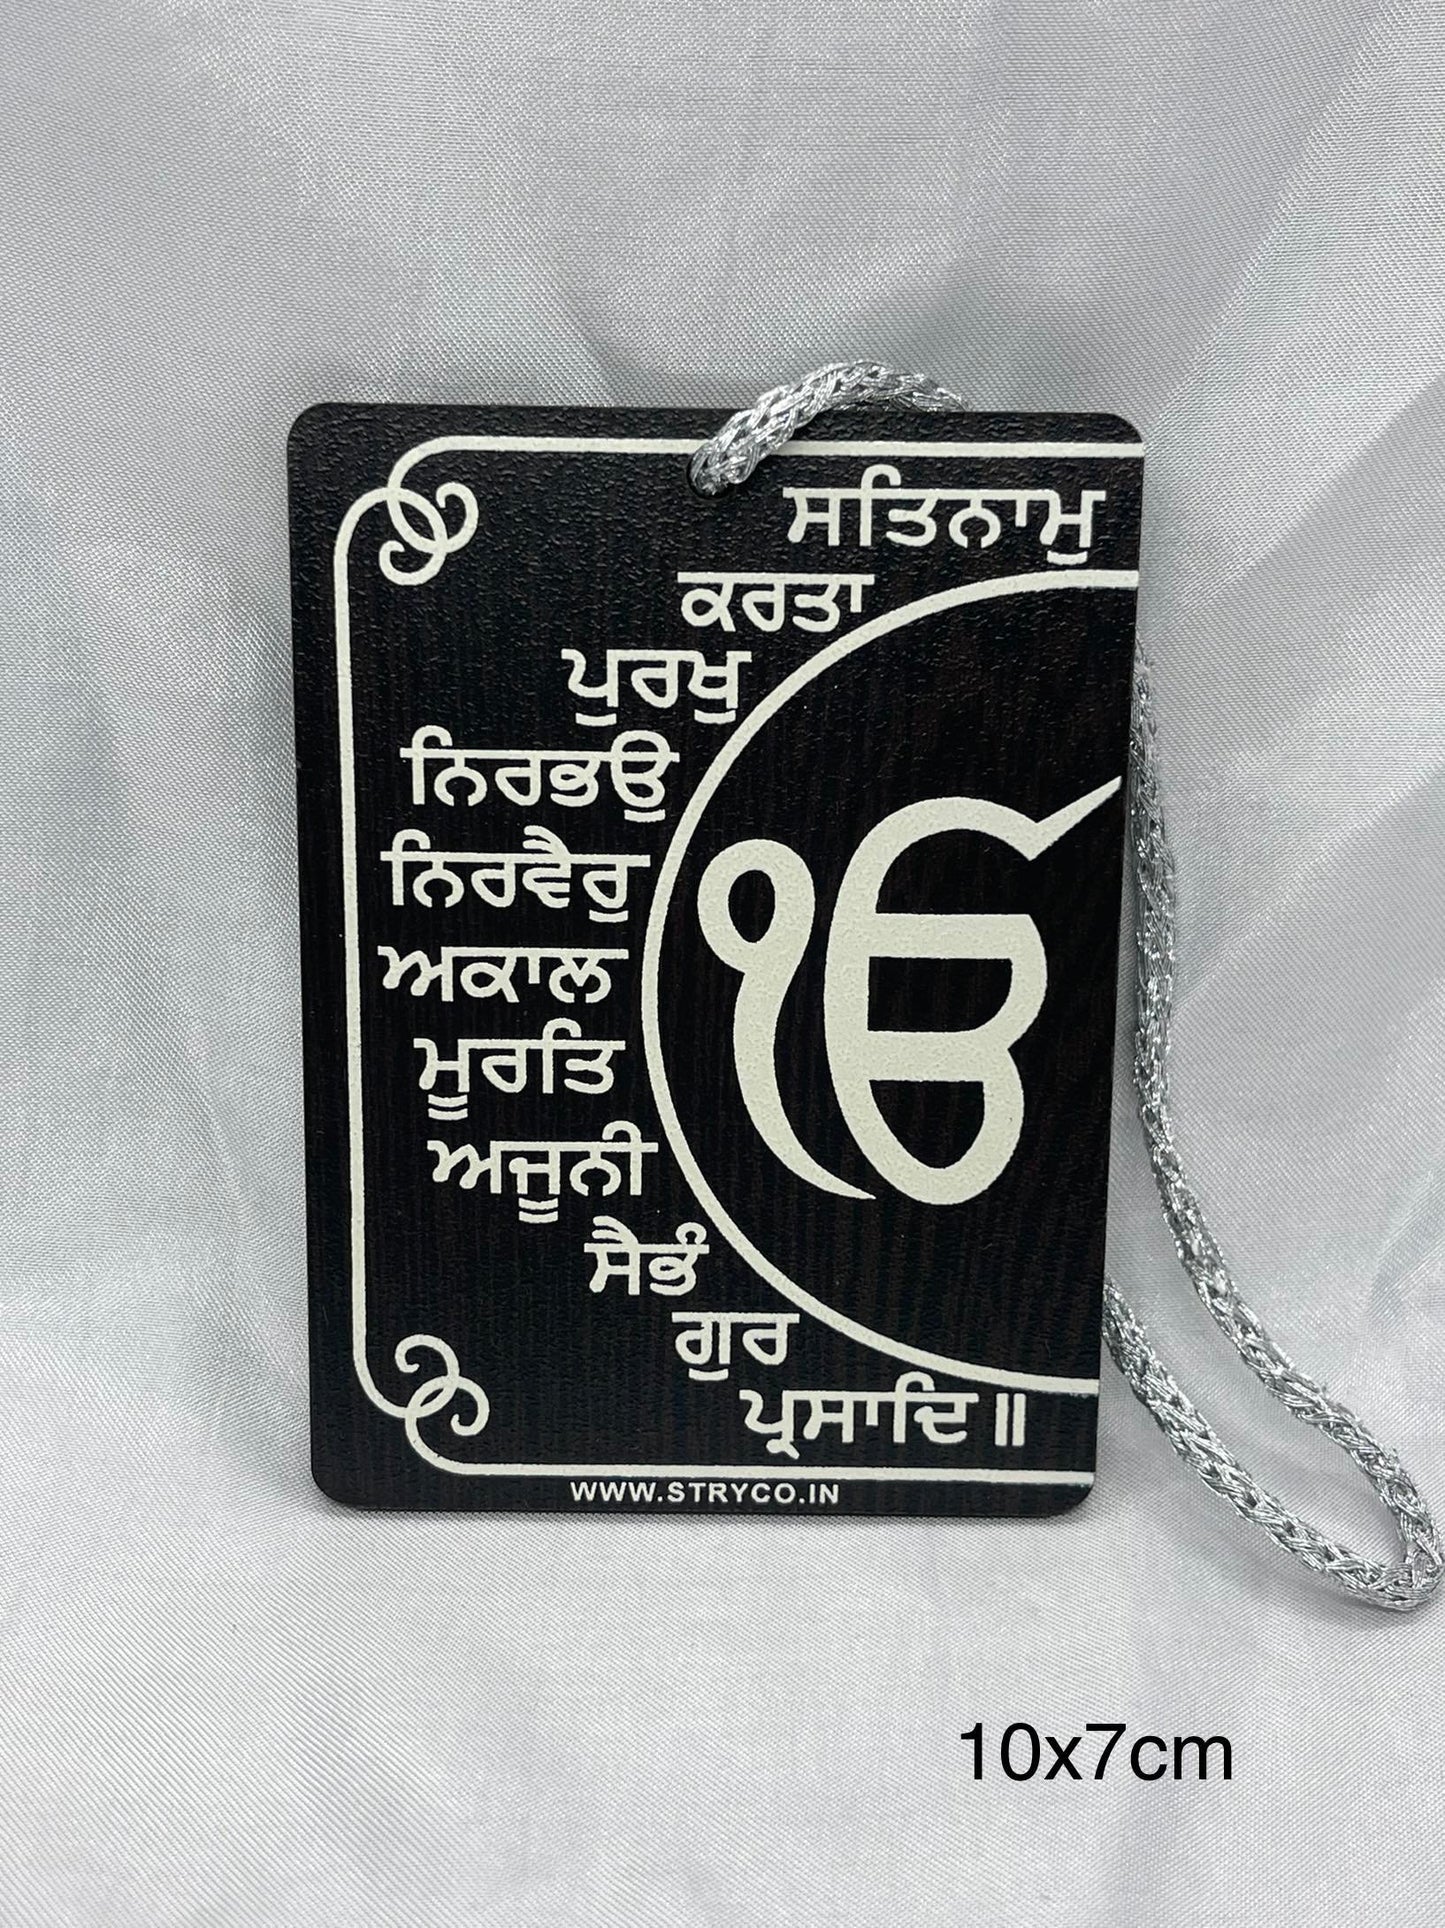 ਸਤਿਨਾਮੁ
ਕਰਤਾ
ਪੁਰਖੁ
ਨਿਰਭਉ
ਨਿਰਵੈਰੁ
ਅਕਾਲ
ਮੂਰਤਿ
ਅਜੂਨੀ
ਸੈਭੰ
ਗੁਰ
ਪ੍ਰਸਾਦਿ ॥
ੴ
WWW.STRYCO.IN
10x7cm